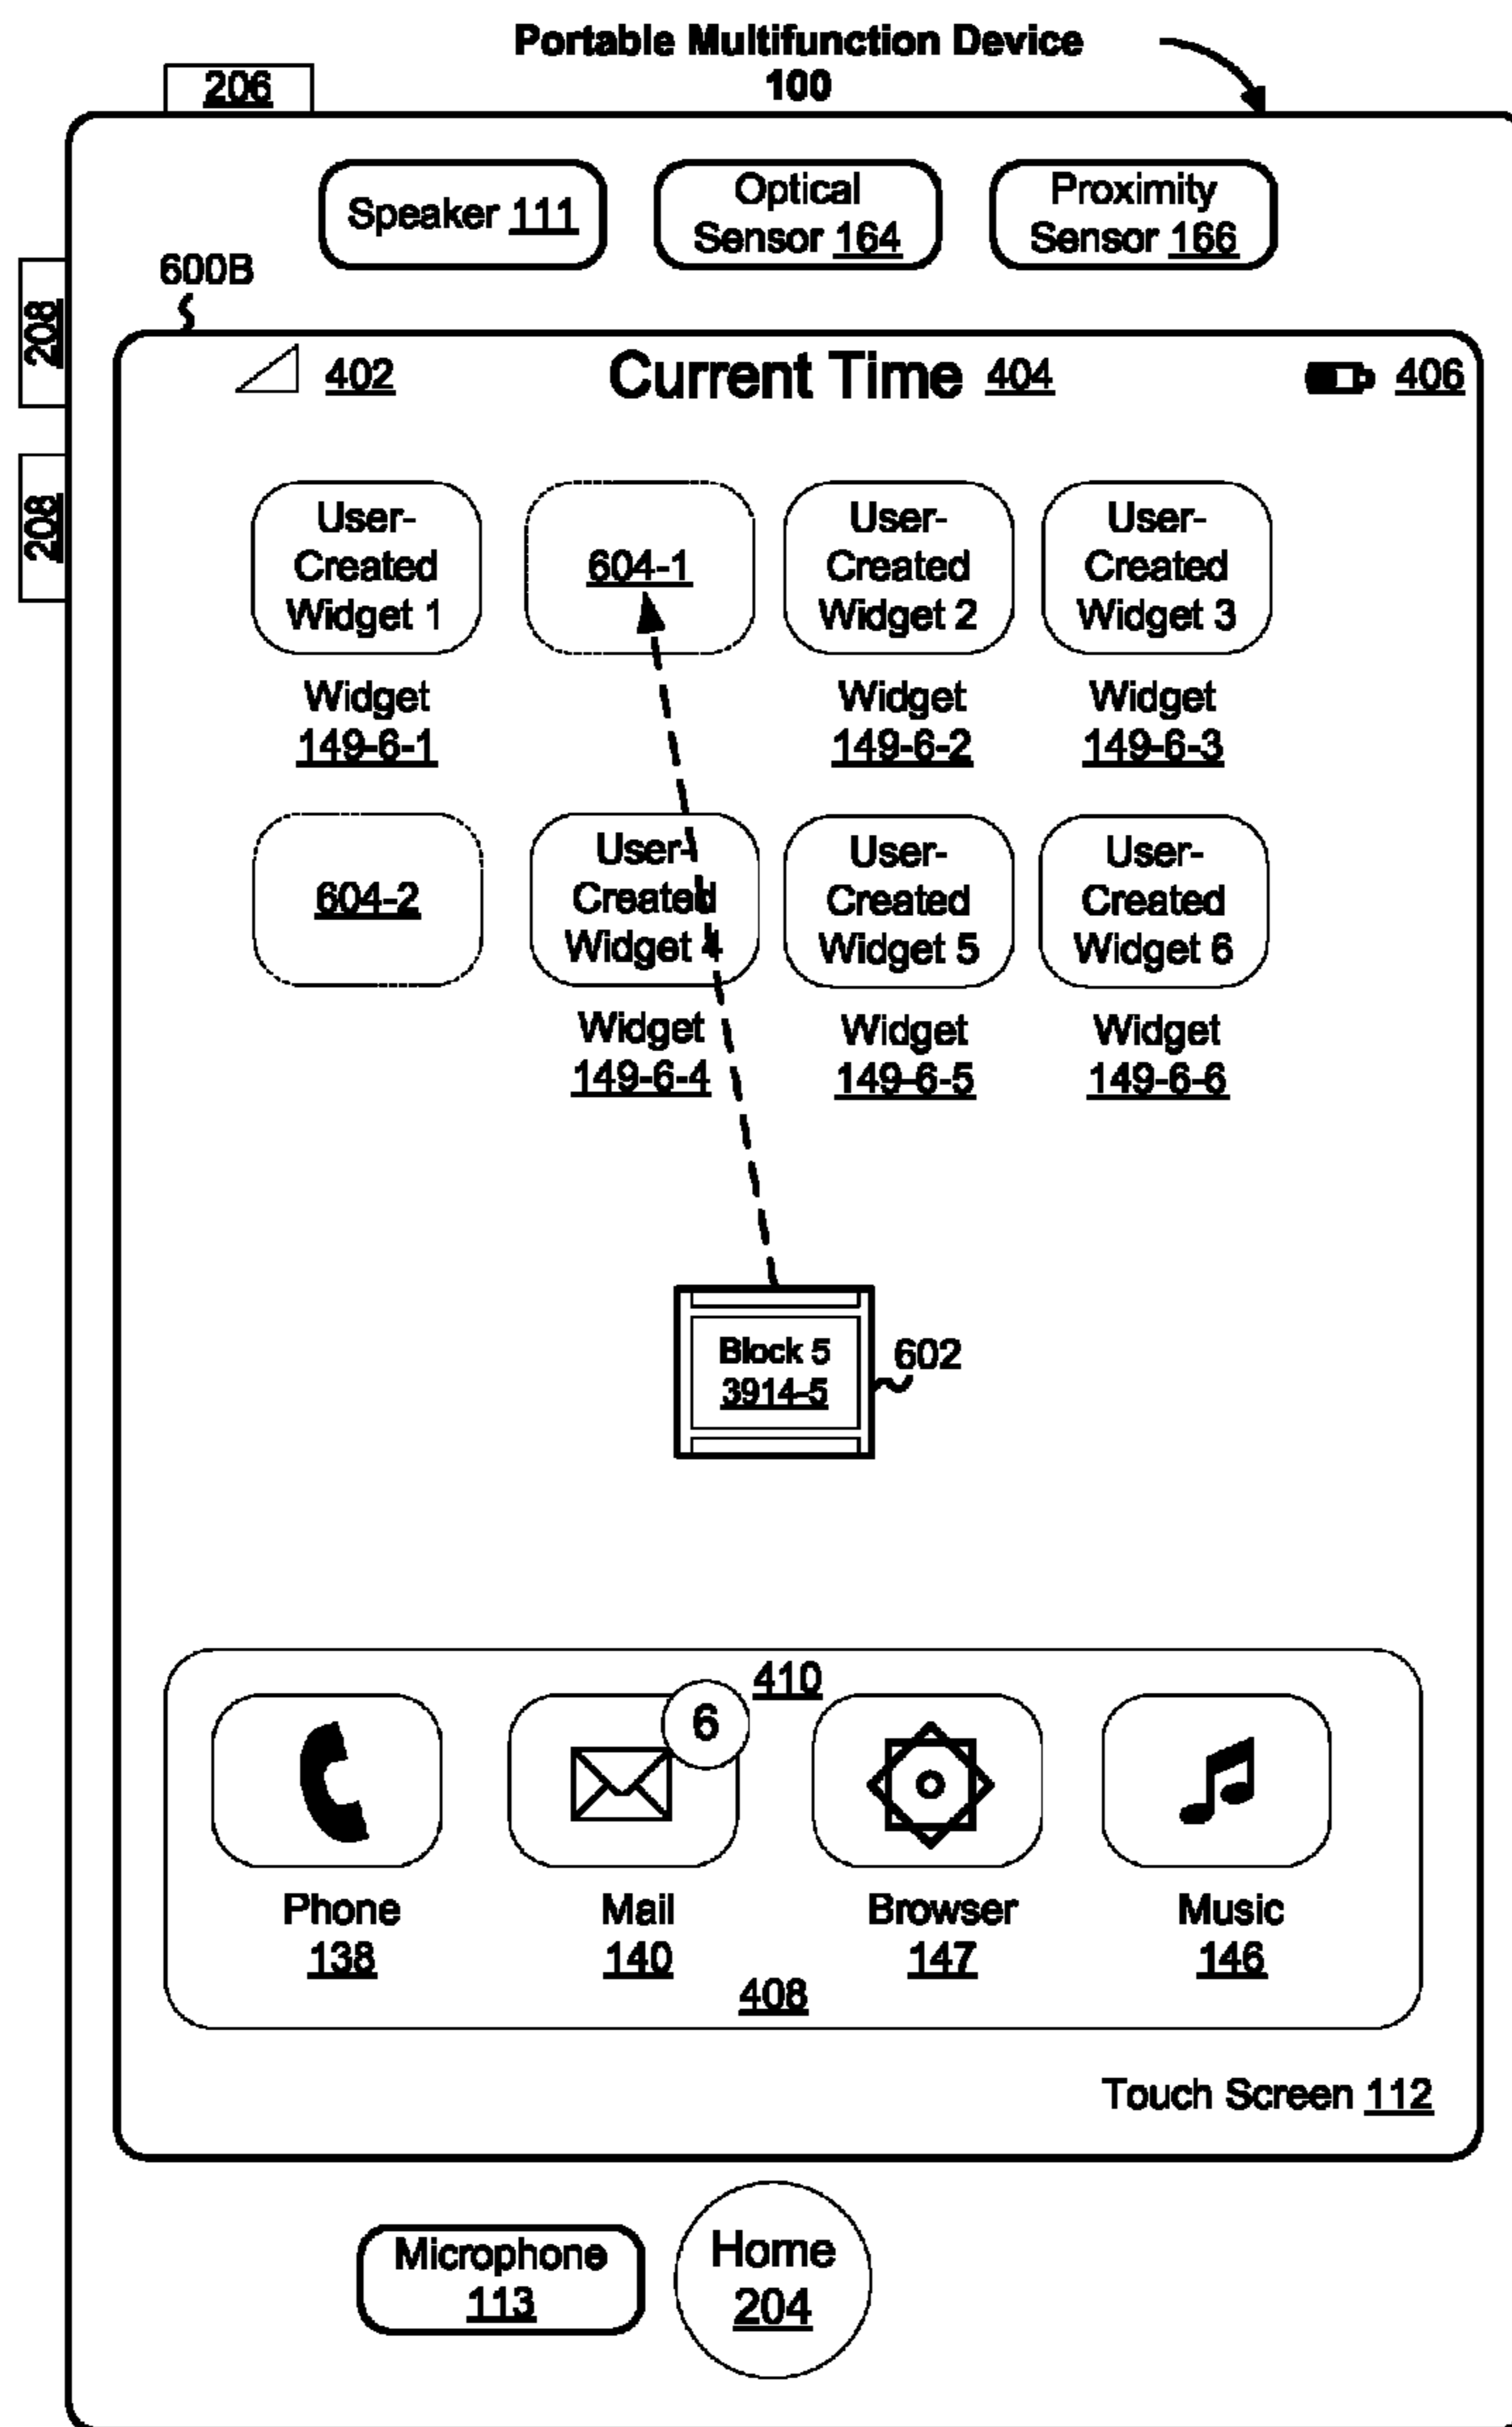 Portable Multifunction Device
100
206
Speaker 111
Optical
Sensor 164
Proximity
Sensor 166
600B
208
208
402
Current Time 404
406
User-
Created
Widget 1
604-1
User-
Created
Widget 2
User-
Created
Widget 3
Widget
149-6-1
Widget
149-6-2
Widget
149-6-3
604-2
User-
Created
Widget 4
User-
Created
Widget 5
User-
Created
Widget 6
Widget
149-6-4
Widget
149-6-5
Widget
149-6-6
Block 5
3914-5
602
410
6
Phone
138
Mail
140
Browser
147
Music
146
408
Touch Screen 112
Microphone
113
Home
204